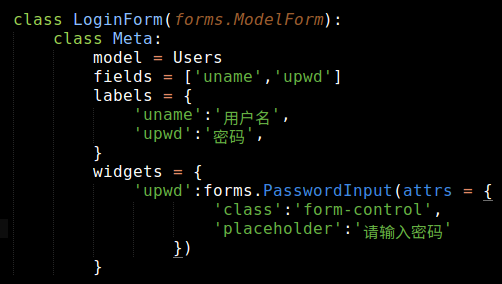 class LoginForm(forms.ModelForm):
    class Meta:
        model = Users
        fields = ['uname','upwd']
        labels = {
            'uname':'用户名',
            'upwd':'密码',
        }
        widgets = {
            'upwd':forms.PasswordInput(attrs = {
                    'class':'form-control',
                    'placeholder':'请输入密码'
                })
        }